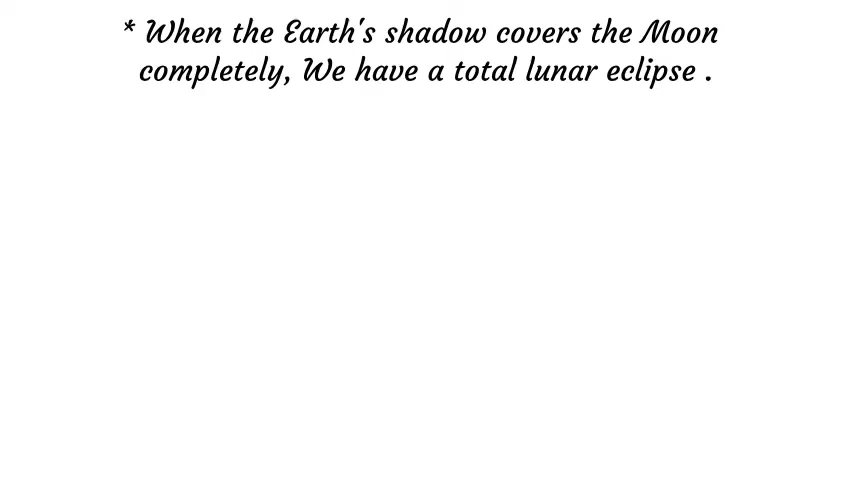 * When the Earth's shadow covers the Moon
completely, We have a total lunar eclipse .